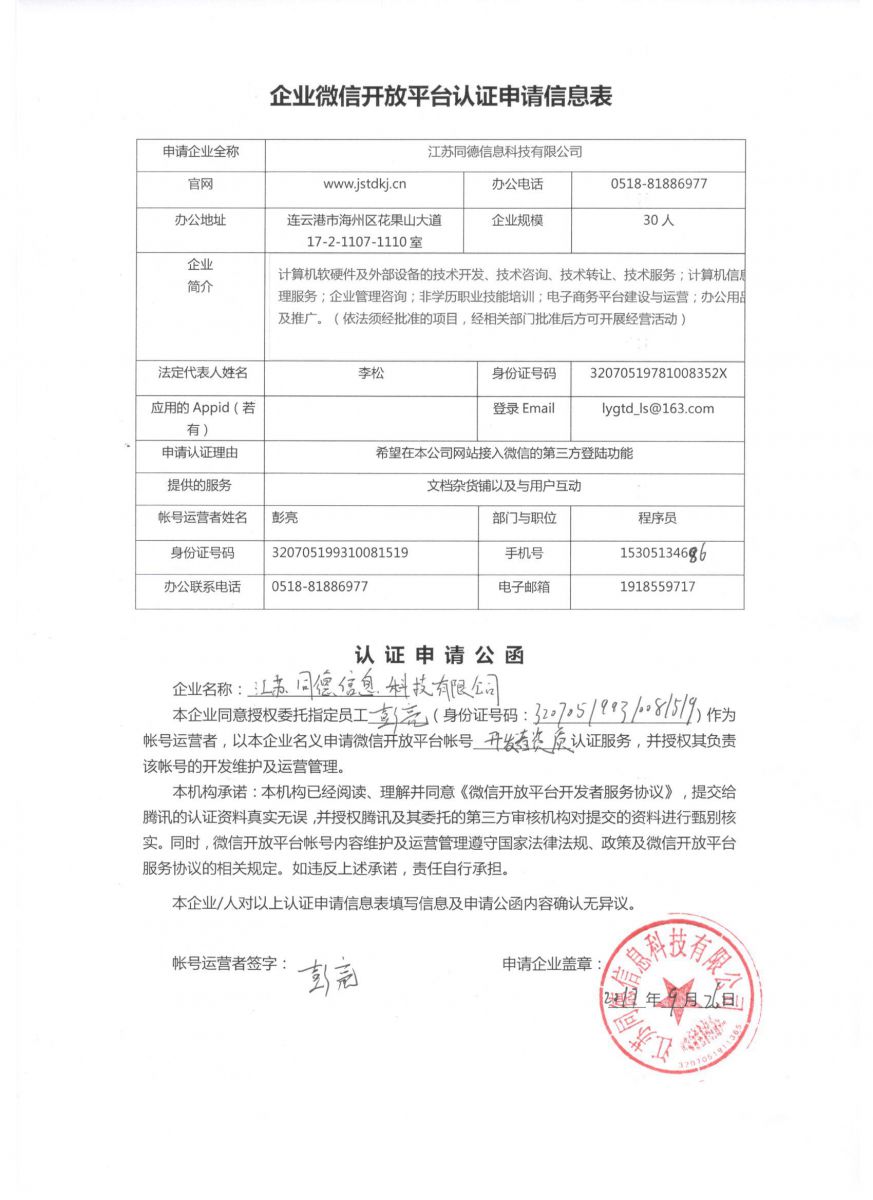 企业微信开放平台认证申请信息表
申请企业全称 江苏同德信息科技有限公司
官网 www.jstdkj.cn 办公电话 0518-81886977
办公地址 连云港市海州区花果山大道 企业规模 30人
17-2-1107-1110室
企业
简介
计算机软硬件及外部设备的技术开发、技术咨询、技术转让、技术服务；计算机信息
理服务；企业管理咨询；非学历职业技能培训；电子商务平台建设与运营；办公用品
及推广。（依法须经批准的项目，经相关部门批准后方可开展经营活动）
法定代表人姓名 李松 身份证号码 32070519781008352X
应用的 Appid（若 登录 Email lygtd_ls@163.com
有）
申请认证理由 希望在本公司网站接入微信的第三方登陆功能
提供的服务 文档杂货铺以及与用户互动
帐号运营者姓名 彭亮 部门与职位 程序员
身份证号码 320705199310081519 手机号 15305134686
办公联系电话 0518-81886977 电子邮箱 1918559717
认证申请公函
企业名称：江苏同德信息科技有限公司
本企业同意授权委托指定员工彭亮（身份证号码：320705199310081519）作为
帐号运营者，以本企业名义申请微信开放平台帐号 开发者资质认证服务，并授权其负责
该帐号的开发维护及运营管理。
本机构承诺：本机构已经阅读、理解并同意《微信开放平台开发者服务协议》，提交给
腾讯的认证资料真实无误，并授权腾讯及其委托的第三方审核机构对提交的资料进行甄别核
实。同时，微信开放平台帐号内容维护及运营管理遵守国家法律法规、政策及微信开放平台
服务协议的相关规定。如违反上述承诺，责任自行承担。
本企业/人对以上认证申请信息表填写信息及申请公函内容确认无异议。
帐号运营者签字：彭亮 申请企业盖章：
2017年9月26日
江苏同德信息科技有限公司